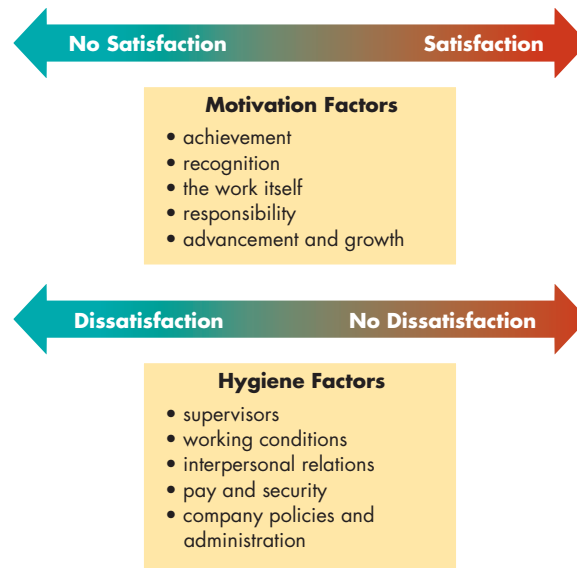 No Satisfaction Satisfaction
Motivation Factors
• achievement
• recognition
• the work itself
• responsibility
• advancement and growth
Dissatisfaction No Dissatisfaction
Hygiene Factors
• supervisors
• working conditions
• interpersonal relations
• pay and security
• company policies and
administration